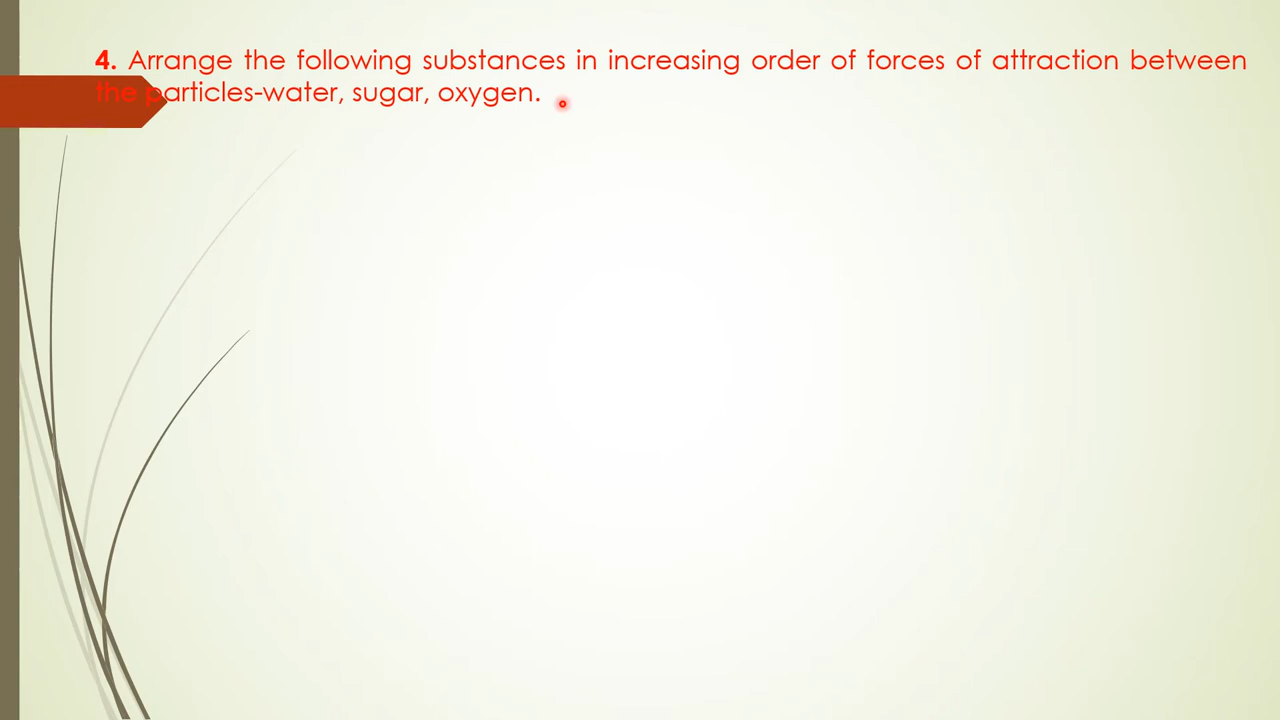 4. Arrange the following substances in increasing order of forces of attraction between
the particles-water, sugar, oxygen.